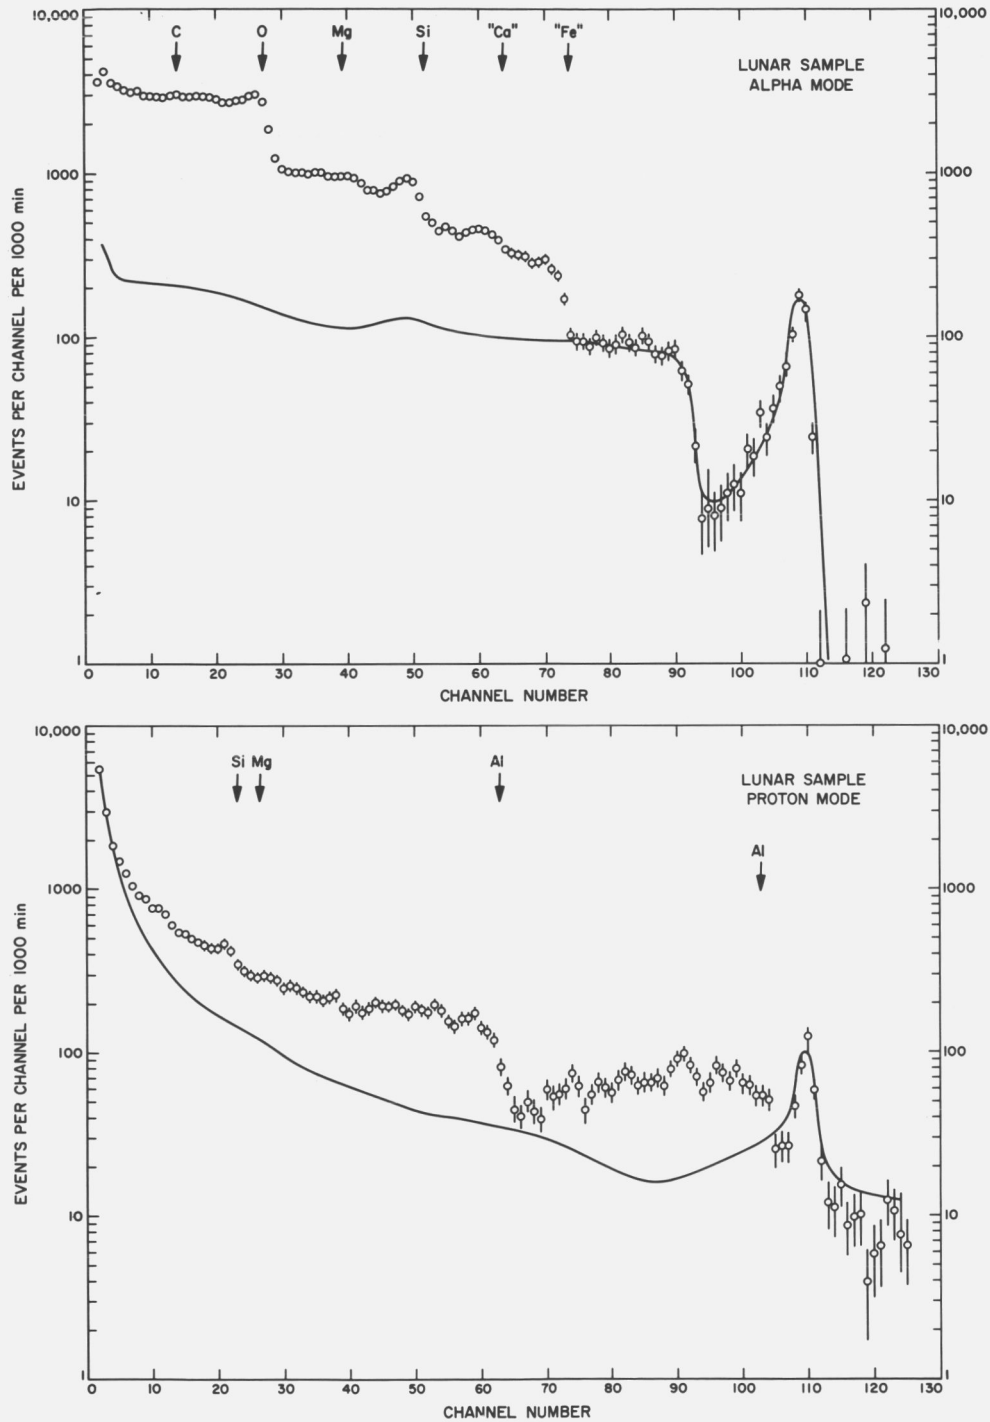 10,000
10,000
C O Mg Si "Ca" "Fe"
LUNAR SAMPLE
ALPHA MODE
1000
1000
100
100
10
10
1
1
EVENTS PER CHANNEL PER 1000 min
0 10 20 30 40 50 60 70 80 90 100 110 120 130
CHANNEL NUMBER
10,000
10,000
Si Mg Al
LUNAR SAMPLE
PROTON MODE
Al
1000
1000
100
100
10
10
1
1
EVENTS PER CHANNEL PER 1000 min
0 10 20 30 40 50 60 70 80 90 100 110 120 130
CHANNEL NUMBER